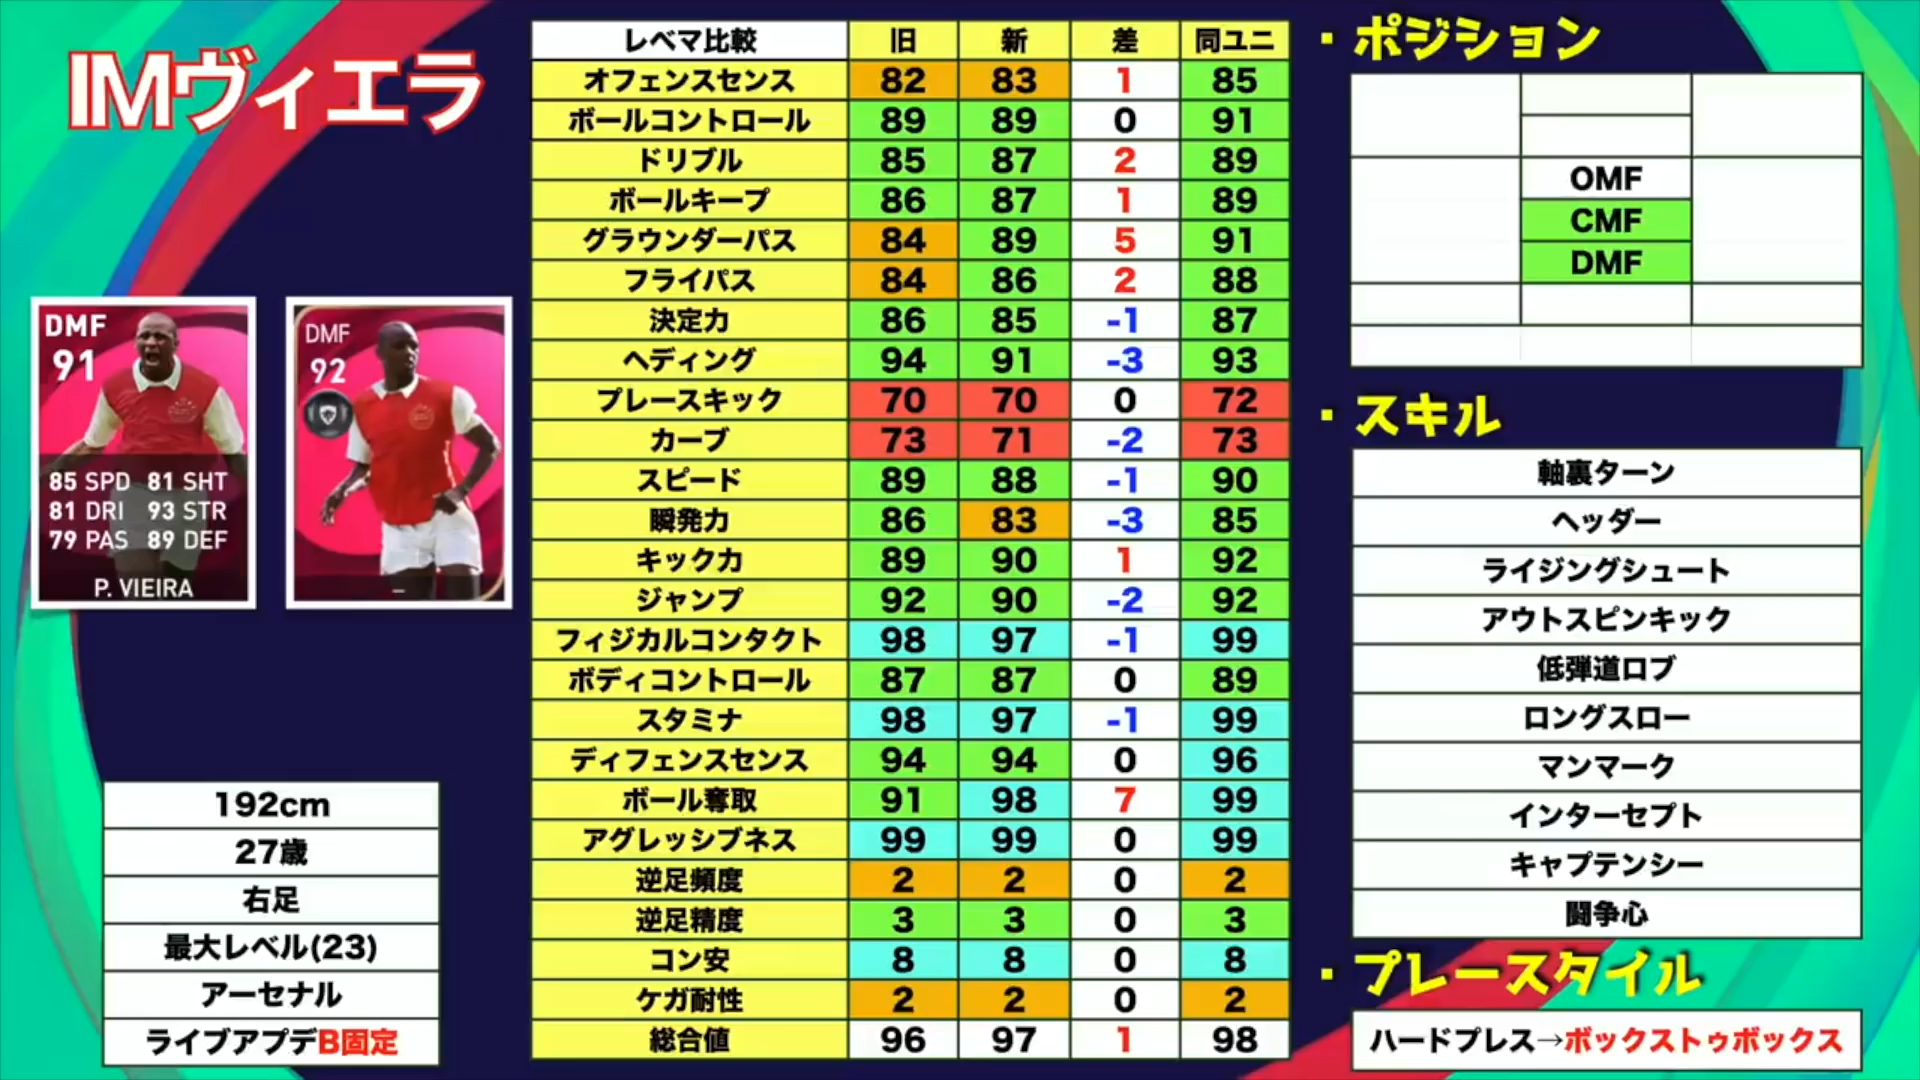 IMヴィエラ
DMF
91
85 SPD 81 SHT
81 DRI 93 STR
79 PAS 89 DEF
P. VIEIRA
DMF
92
192cm
27歳
右足
最大レベル(23)
アーセナル
ライブアプデB固定
レベマ比較 旧 新 差 同ユニ
オフェンスセンス 82 83 1 85
ボールコントロール 89 89 0 91
ドリブル 85 87 2 89
ボールキープ 86 87 1 89
グラウンダーパス 84 89 5 91
フライパス 84 86 2 88
決定力 86 85 -1 87
ヘディング 94 91 -3 93
プレースキック 70 70 0 72
カーブ 73 71 -2 73
スピード 89 88 -1 90
瞬発力 86 83 -3 85
キック力 89 90 1 92
ジャンプ 92 90 -2 92
フィジカルコンタクト 98 97 -1 99
ボディコントロール 87 87 0 89
スタミナ 98 97 -1 99
ディフェンスセンス 94 94 0 96
ボール奪取 91 98 7 99
アグレッシブネス 99 99 0 99
逆足頻度 2 2 0 2
逆足精度 3 3 0 3
コン安 8 8 0 8
ケガ耐性 2 2 0 2
総合値 96 97 1 98
・ポジション
OMF
CMF
DMF
・スキル
軸裏ターン
ヘッダー
ライジングシュート
アウトスピンキック
低弾道ロブ
ロングスロー
マンマーク
インターセプト
キャプテンシー
闘争心
・プレースタイル
ハードプレス→ボックストゥボックス